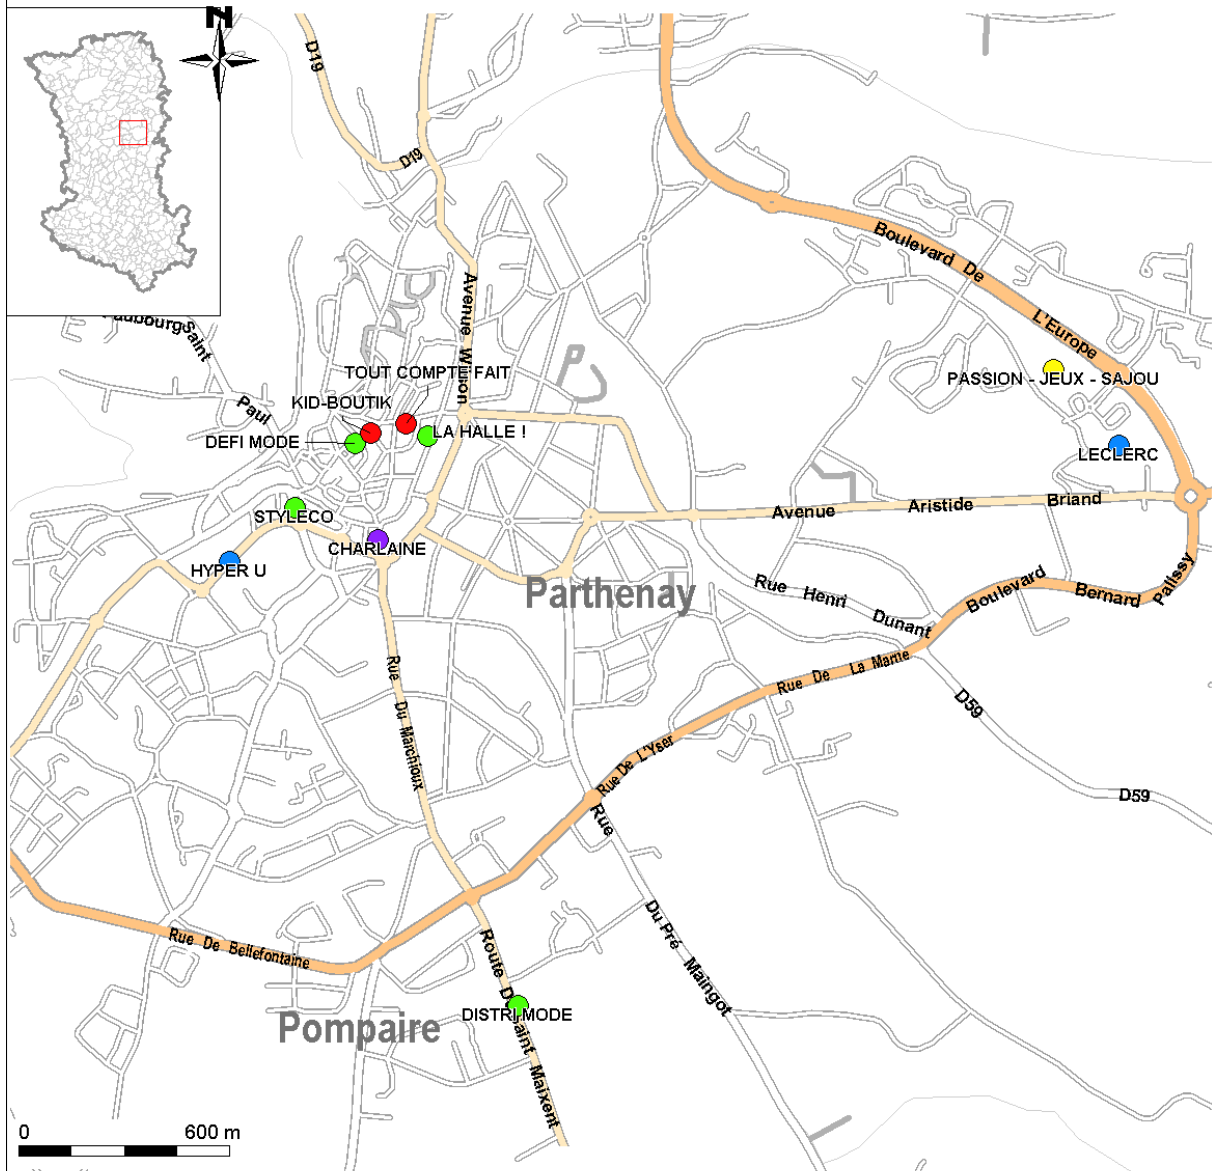 N
D19
D19
Boulevard De
L'Europe
Avenue Wilson
Faubourg Saint
Paul
TOUT COMPTE FAIT
KID-BOUTIK
DEFI MODE
LA HALLE !
PASSION - JEUX - SAJOU
LECLERC
STYLECO
CHARLAINE
HYPER U
Avenue Aristide Briand
Parthenay
Rue Henri Dunant
Boulevard Bernard Palissy
Rue De La Marne
Rue Du Marchioux
D59
Rue De L'Yser
D59
Rue Du Pré Maingot
Rue De Bellefontaine
Route De Saint Maixent
DISTRI MODE
Pompaire
0 600 m